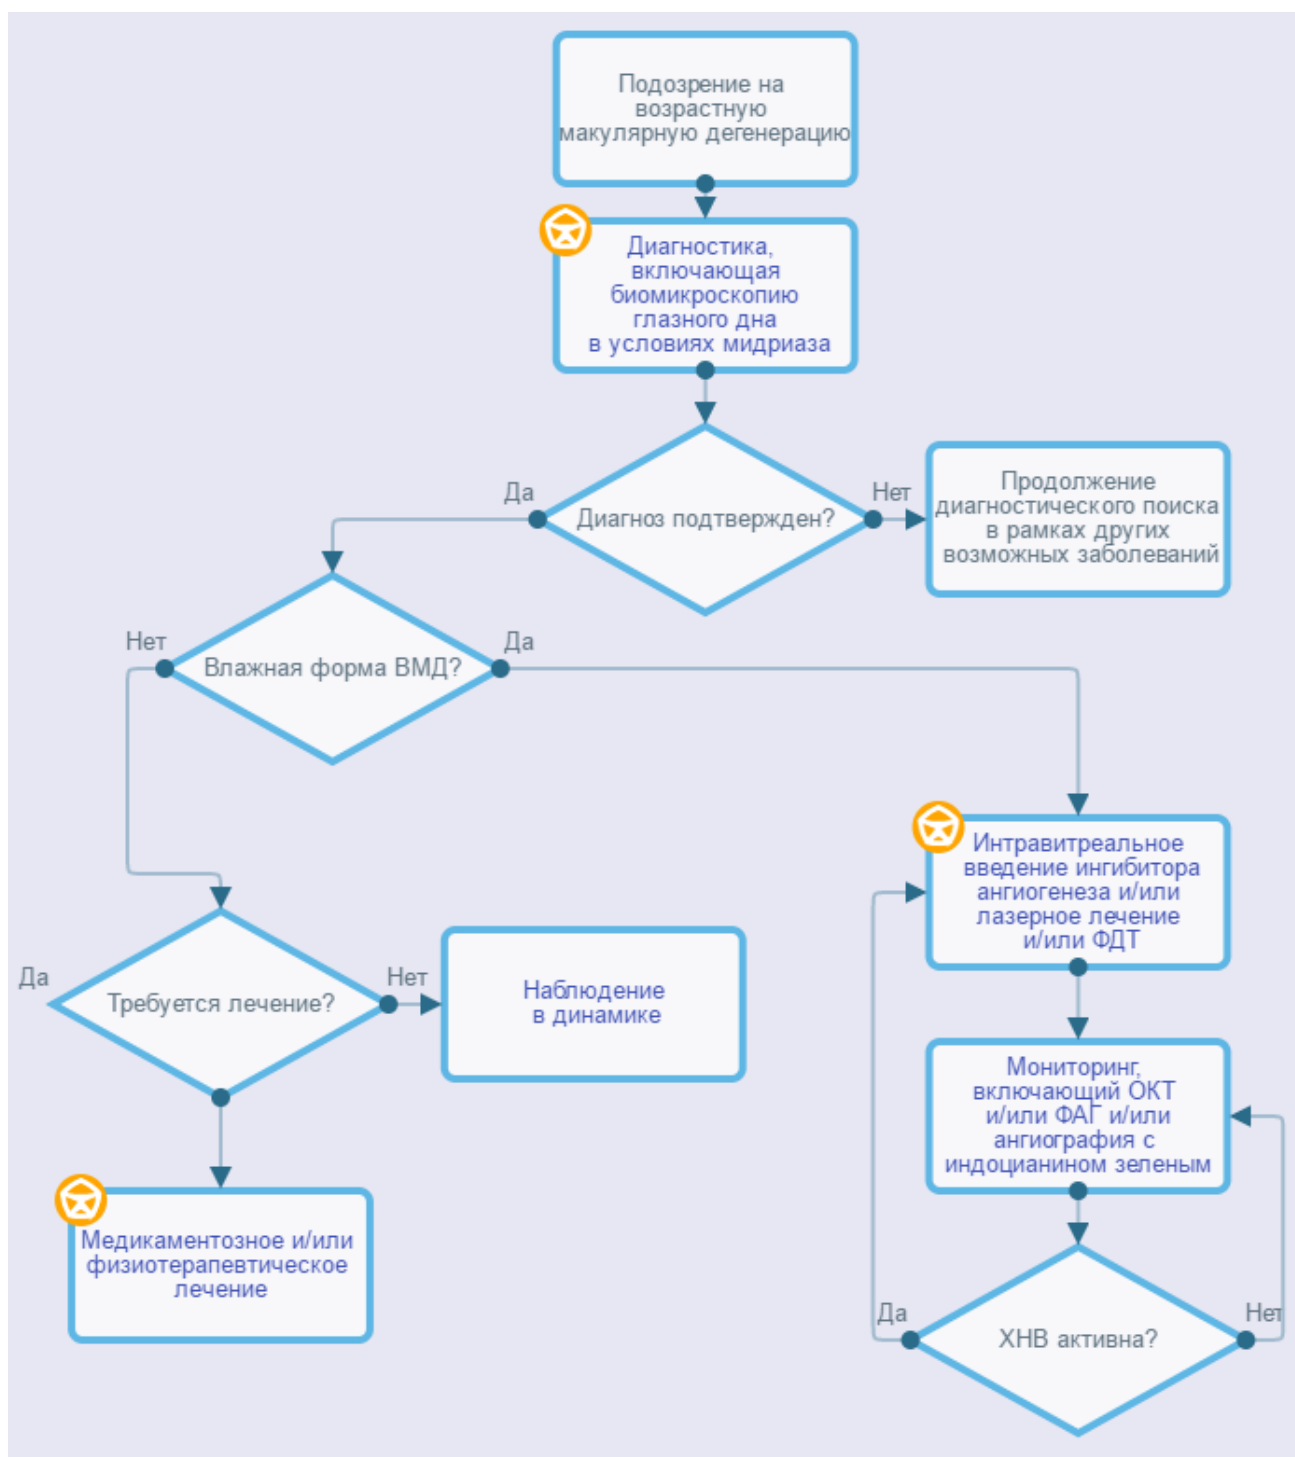 Подозрение на
возрастную
макулярную дегенерацию
Диагностика,
включающая
биомикроскопию
глазного дна
в условиях мидриаза
Диагноз подтвержден?
Да
Нет
Продолжение
диагностического поиска
в рамках других
возможных заболеваний
Влажная форма ВМД?
Нет
Да
Интравитреальное
введение ингибитора
ангиогенеза и/или
лазерное лечение
и/или ФДТ
Требуется лечение?
Да
Нет
Наблюдение
в динамике
Мониторинг,
включающий ОКТ
и/или ФАГ и/или
ангиография с
индоцианином зеленым
Медикаментозное и/или
физиотерапевтическое
лечение
ХНВ активна?
Да
Нет